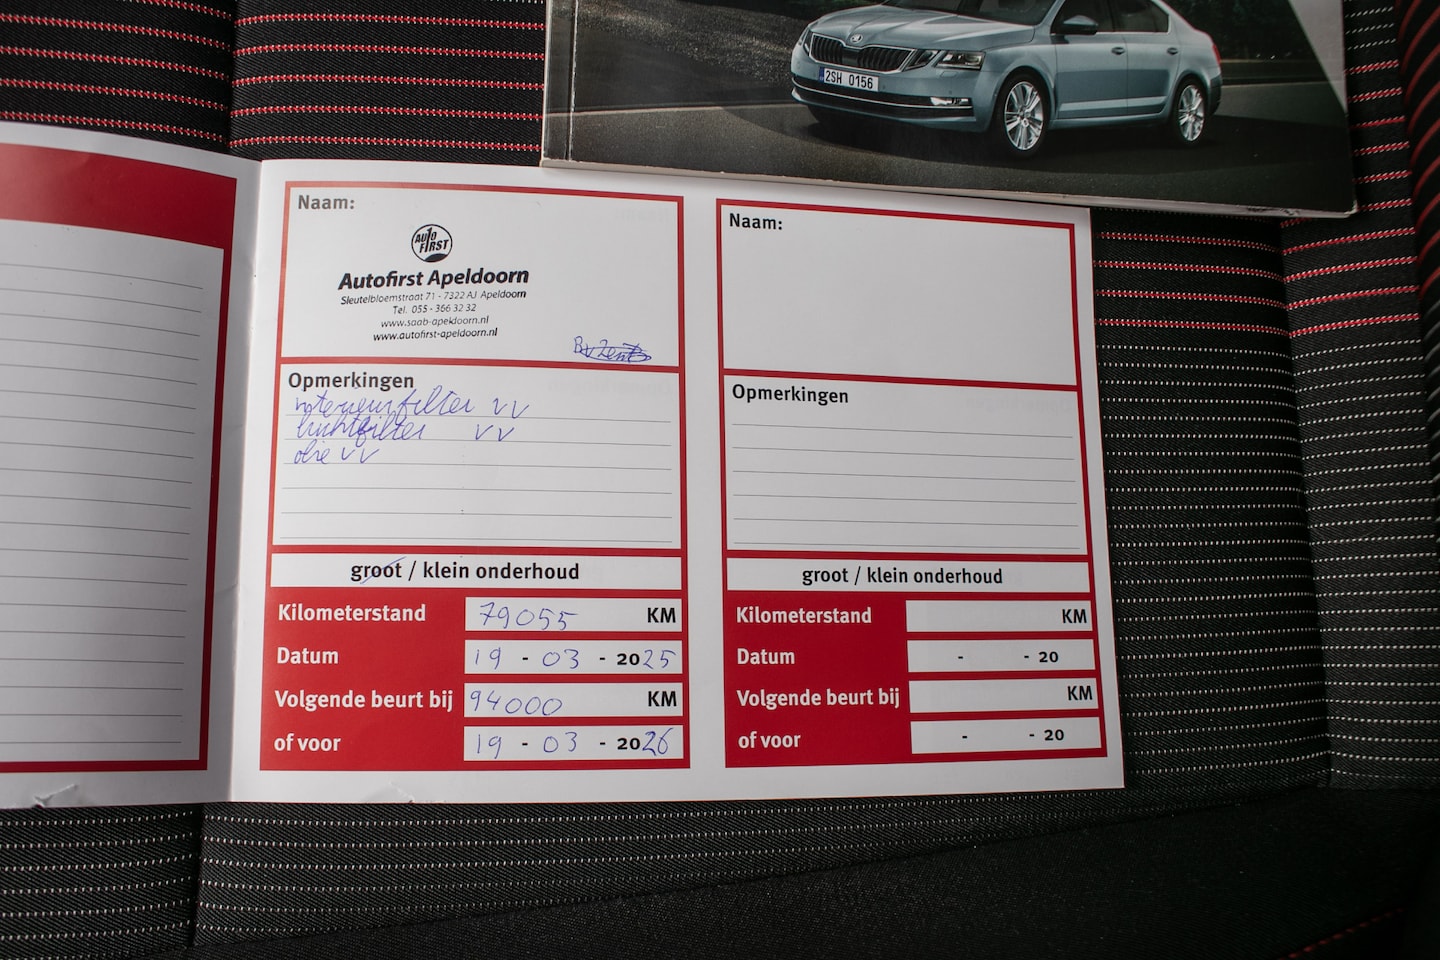 2SH 0156
Naam:
AUTO 1 FIRST
Autofirst Apeldoorn
Sleutelbloemstraat 71 - 7322 AJ Apeldoorn
Tel. 055 - 366 32 32
www.saab-apeldoorn.nl
www.autofirst-apeldoorn.nl
Opmerkingen
interieurfilter VV
luchtfilter VV
olie VV
groot / klein onderhoud
Kilometerstand 79055 KM
Datum 19 - 03 - 2025
Volgende beurt bij 94000 KM
of voor 19 - 03 - 2026
Naam:
Opmerkingen
groot / klein onderhoud
Kilometerstand KM
Datum - - 20
Volgende beurt bij KM
of voor - - 20